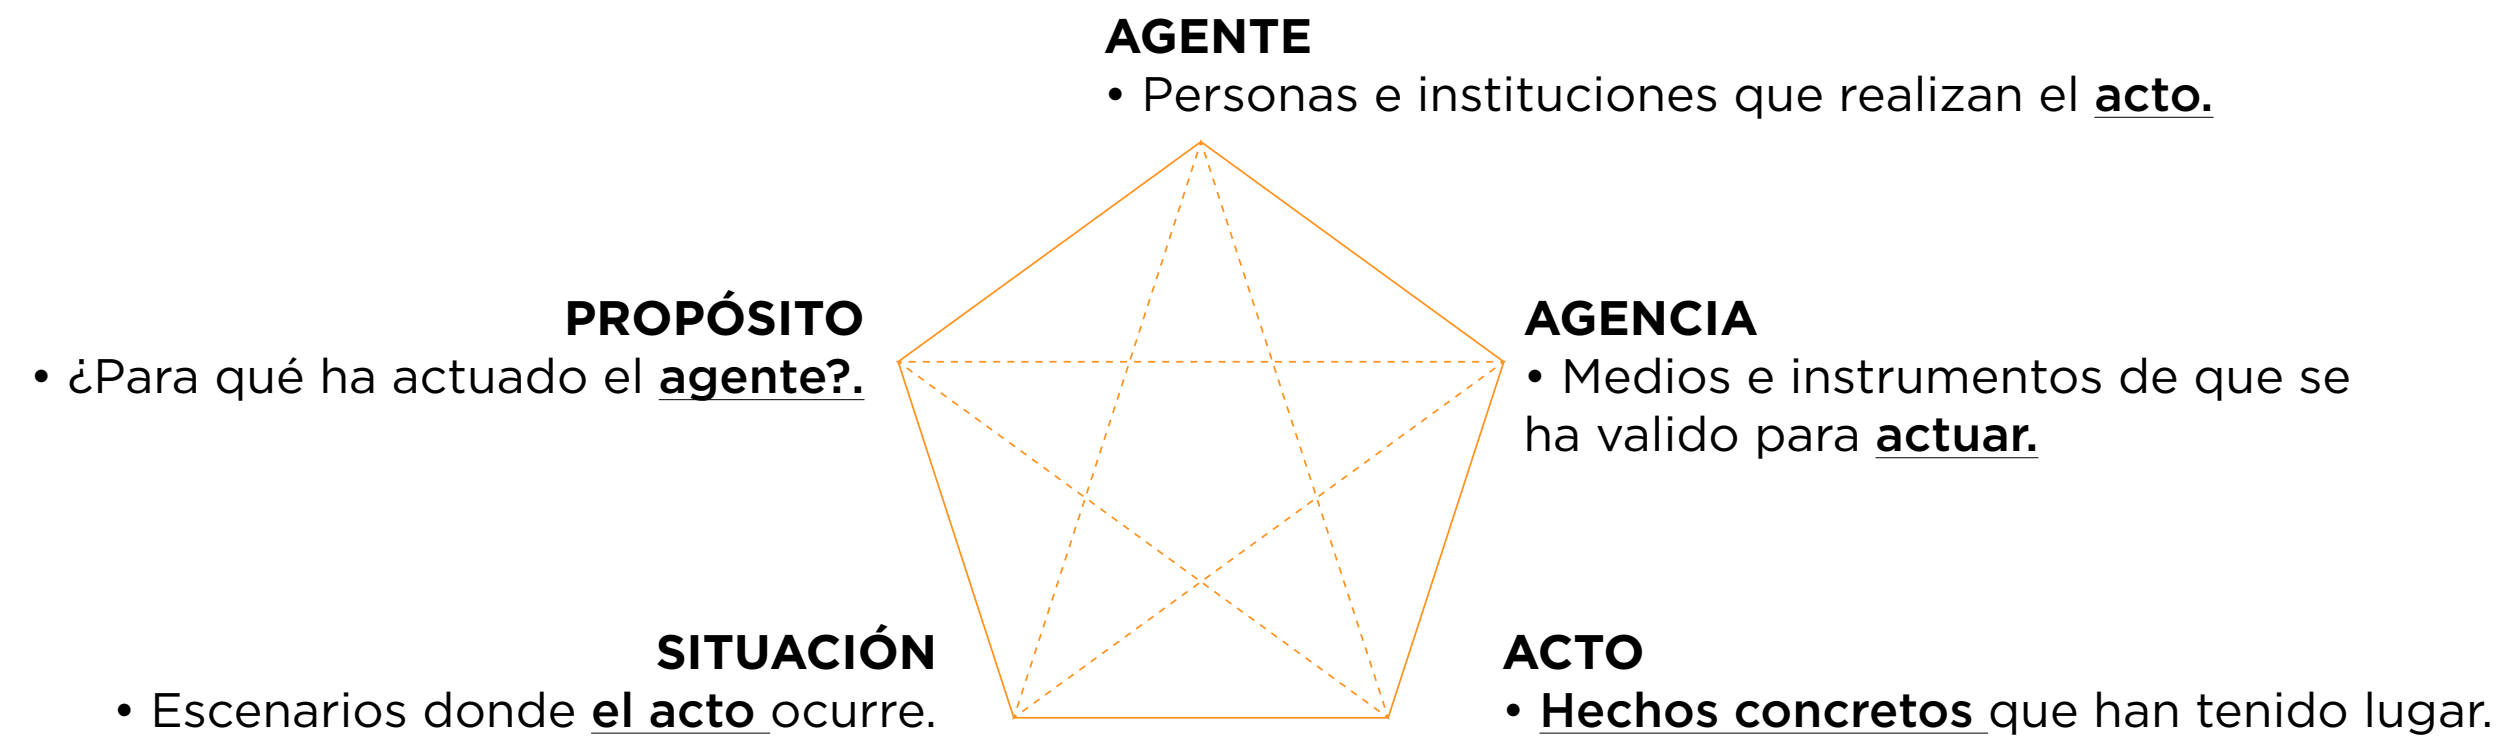 AGENTE
• Personas e instituciones que realizan el acto.
PROPÓSITO
• ¿Para qué ha actuado el agente?.
AGENCIA
• Medios e instrumentos de que se
ha valido para actuar.
SITUACIÓN
• Escenarios donde el acto ocurre.
ACTO
• Hechos concretos que han tenido lugar.